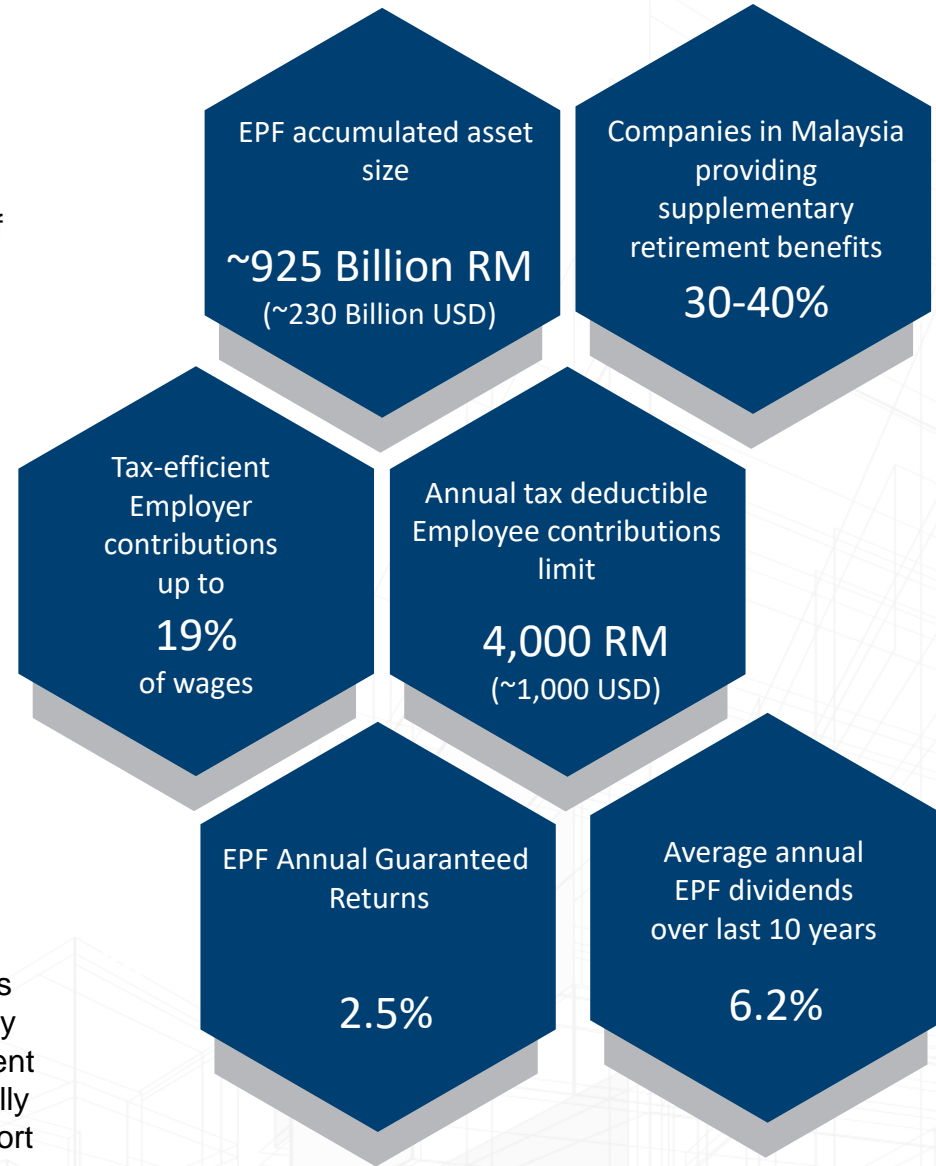 EPF accumulated asset
size
~925 Billion RM
(~230 Billion USD)
Companies in Malaysia
providing
supplementary
retirement benefits
30-40%
Tax-efficient
Employer
contributions
up to
19%
of wages
Annual tax deductible
Employee contributions
limit
4,000 RM
(~1,000 USD)
EPF Annual Guaranteed
Returns
2.5%
Average annual
EPF dividends
over last 10 years
6.2%